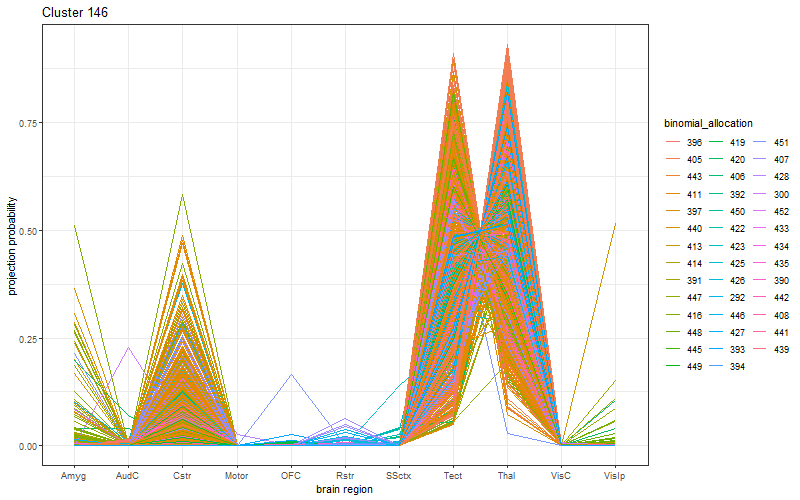 Cluster 146
projection probability
0.75
0.50
0.25
0.00
Amyg AudC Cstr Motor OFC Rstr SSctx Tect Thal VisC VisIp
brain region
binomial_allocation
396 419 451
405 420 407
443 406 428
411 392 300
397 450 452
440 422 433
413 423 434
414 425 435
391 426 390
447 292 442
416 446 408
448 427 441
445 393 439
449 394